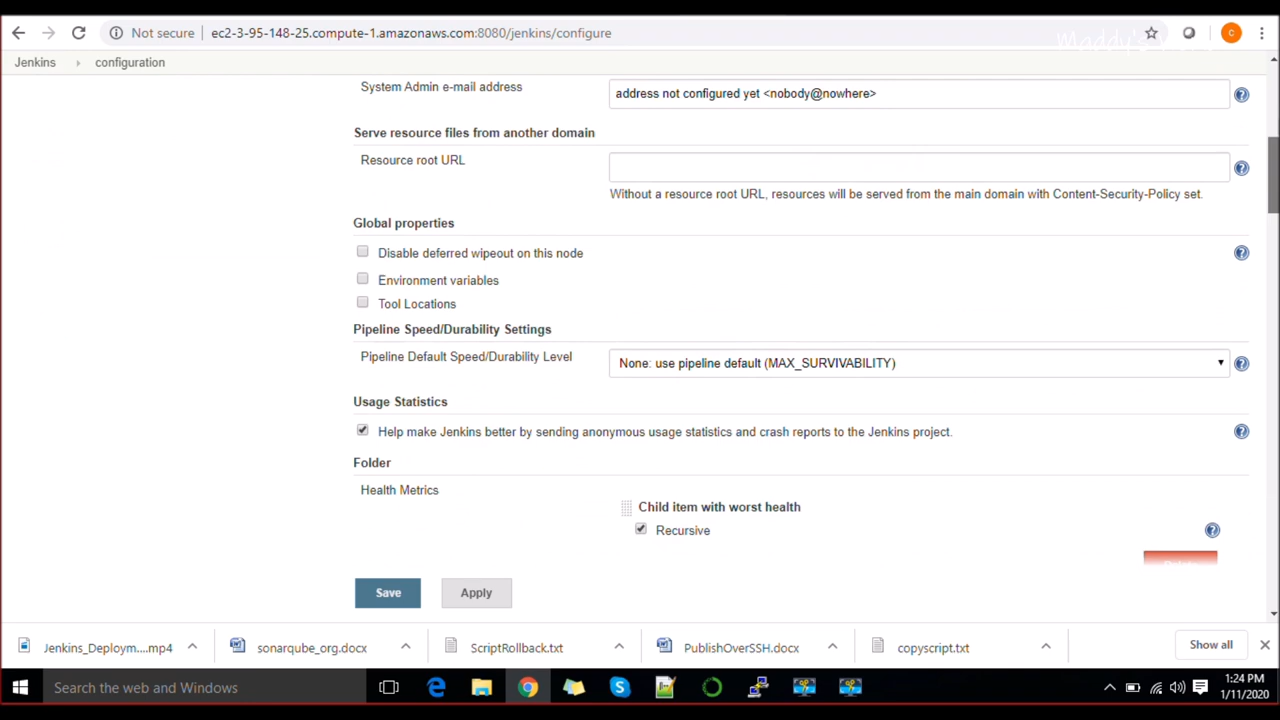 Not secure
ec2-3-95-148-25.compute-1.amazonaws.com:8080/jenkins/configure
C
Maddy's
Jenkins
configuration
System Admin e-mail address
address not configured yet <nobody@nowhere>
Serve resource files from another domain
Resource root URL
Without a resource root URL, resources will be served from the main domain with Content-Security-Policy set.
Global properties
Disable deferred wipeout on this node
Environment variables
Tool Locations
Pipeline Speed/Durability Settings
Pipeline Default Speed/Durability Level
None: use pipeline default (MAX_SURVIVABILITY)
Usage Statistics
Help make Jenkins better by sending anonymous usage statistics and crash reports to the Jenkins project.
Folder
Health Metrics
Child item with worst health
Recursive
Save
Apply
Jenkins_Deploym....mp4
sonarqube_org.docx
ScriptRollback.txt
PublishOverSSH.docx
copyscript.txt
Show all
Search the web and Windows
1:24 PM
1/11/2020